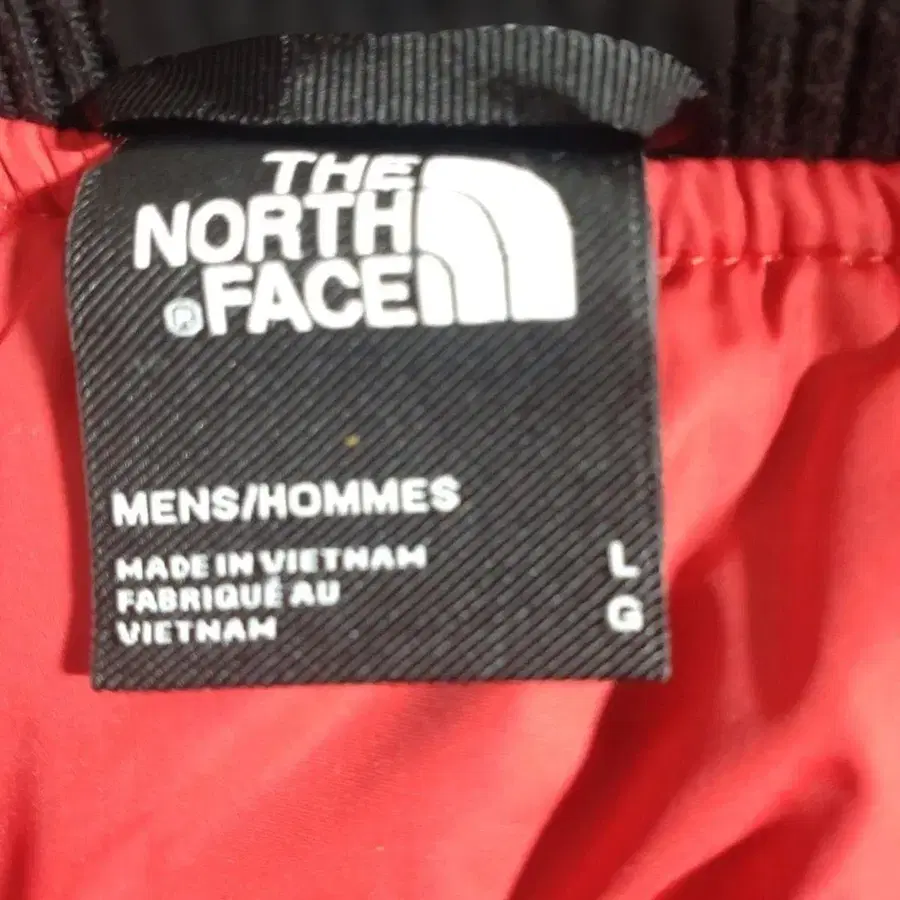 THE
NORTH
® FACE
MENS/HOMMES
MADE IN VIETNAM
FABRIQUÉ AU
VIETNAM
L
G